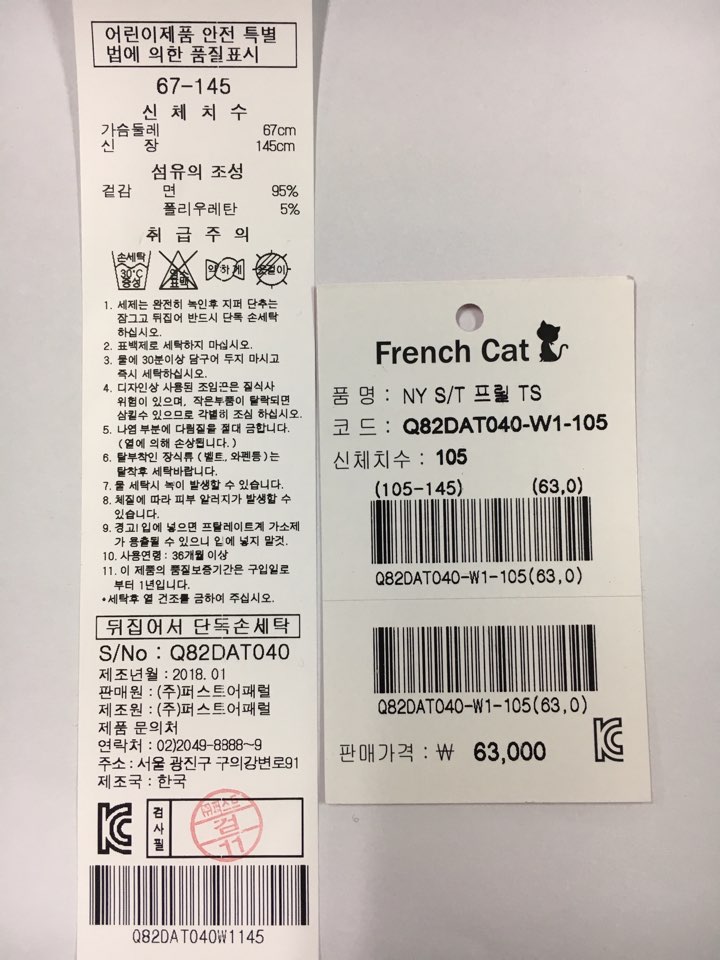 어린이제품 안전 특별
법에 의한 품질표시
67-145
신 체 치 수
가슴둘레 67cm
신 장 145cm
섬유의 조성
겉감 면 95%
폴리우레탄 5%
취 급 주 의
손세탁
30℃
중성
염소
표백
약하게
옷걸이
1. 세제는 완전히 녹인후 지퍼 단추는
잠그고 뒤집어 반드시 단독 손세탁
하십시오.
2. 표백제로 세탁하지 마십시오.
3. 물에 30분이상 담구어 두지 마시고
즉시 세탁하십시오.
4. 디자인상 사용된 조임끈은 질식사
위험이 있으며, 작은부품이 탈락되면
삼킬수 있으므로 각별히 조심 하십시오.
5. 나염 부분에 다림질을 절대 금합니다.
(열에 의해 손상됩니다.)
6. 탈부착인 장식류 (벨트, 와펜등)는
탈착후 세탁바랍니다.
7. 물 세탁시 녹이 발생할 수 있습니다.
8. 체질에 따라 피부 알러지가 발생할 수
있습니다.
9. 경고! 입에 넣으면 프탈레이트계 가소제
가 용출될 수 있으니 입에 넣지 말것.
10. 사용연령: 36개월 이상
11. 이 제품의 품질보증기간은 구입일로
부터 1년입니다.
•세탁후 열 건조를 금하여 주십시오.
뒤집어서 단독손세탁
S/No : Q82DAT040
제조년월 : 2018. 01
판매원 : (주)퍼스트어패럴
제조원 : (주)퍼스트어패럴
제품 문의처
연락처 : 02)2049-8888~9
주소 : 서울 광진구 구의강변로91
제조국 : 한국
검사필
검
11
Q82DAT040W1145
French Cat
품 명 : NY S/T 프릴 TS
코 드 : Q82DAT040-W1-105
신체치수 : 105
(105-145) (63,0)
Q82DAT040-W1-105(63,0)
Q82DAT040-W1-105(63,0)
판매가격 : ₩ 63,000